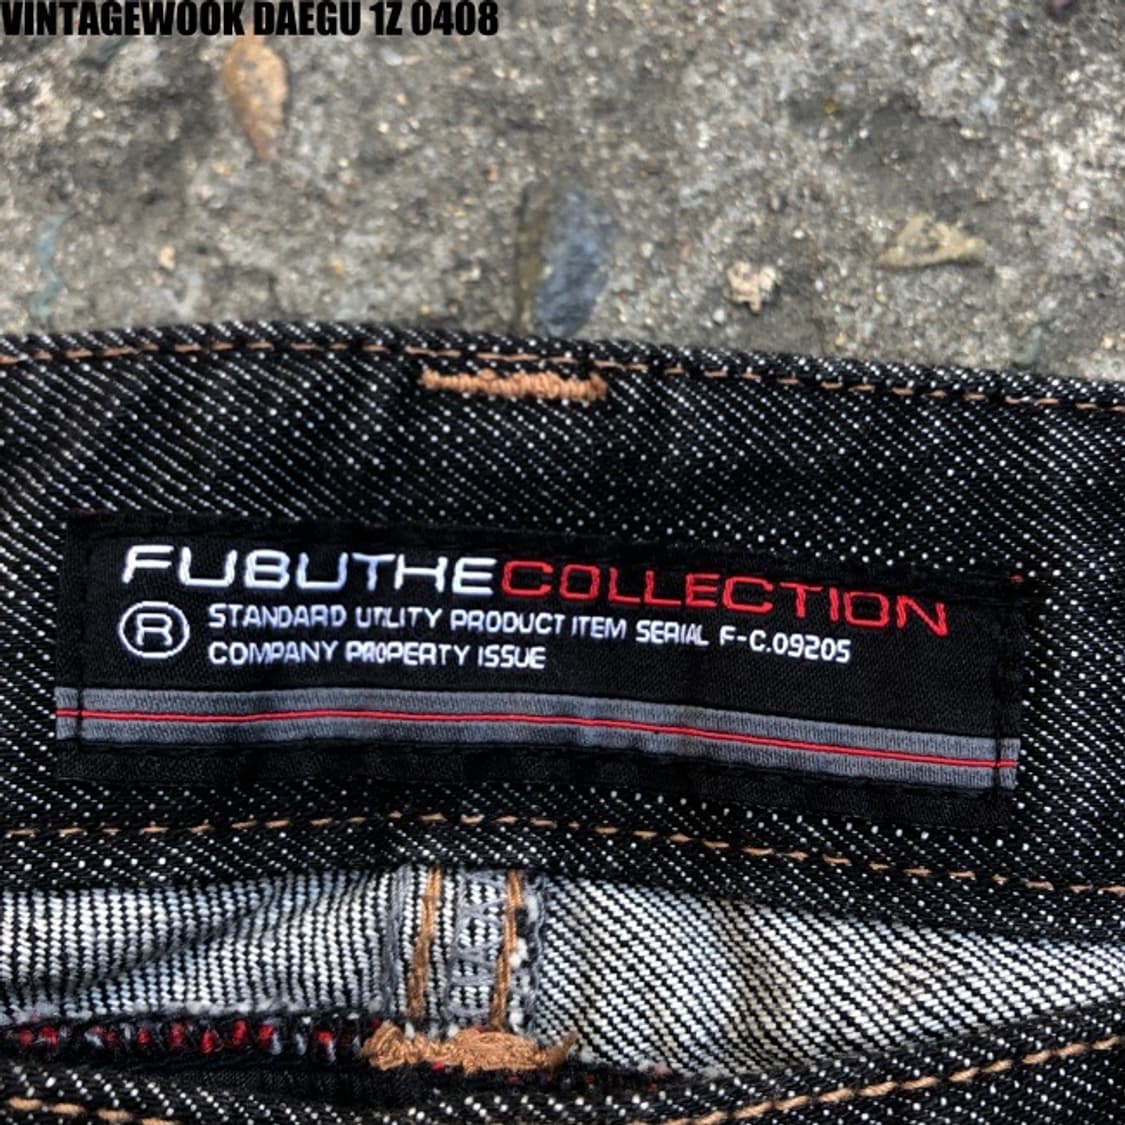 VINTAGEWOOK DAEGU 1Z 0408
FUBUTHECOLLECTION
® STANDARD UTILITY PRODUCT ITEM SERIAL F-C.09205
COMPANY PROPERTY ISSUE